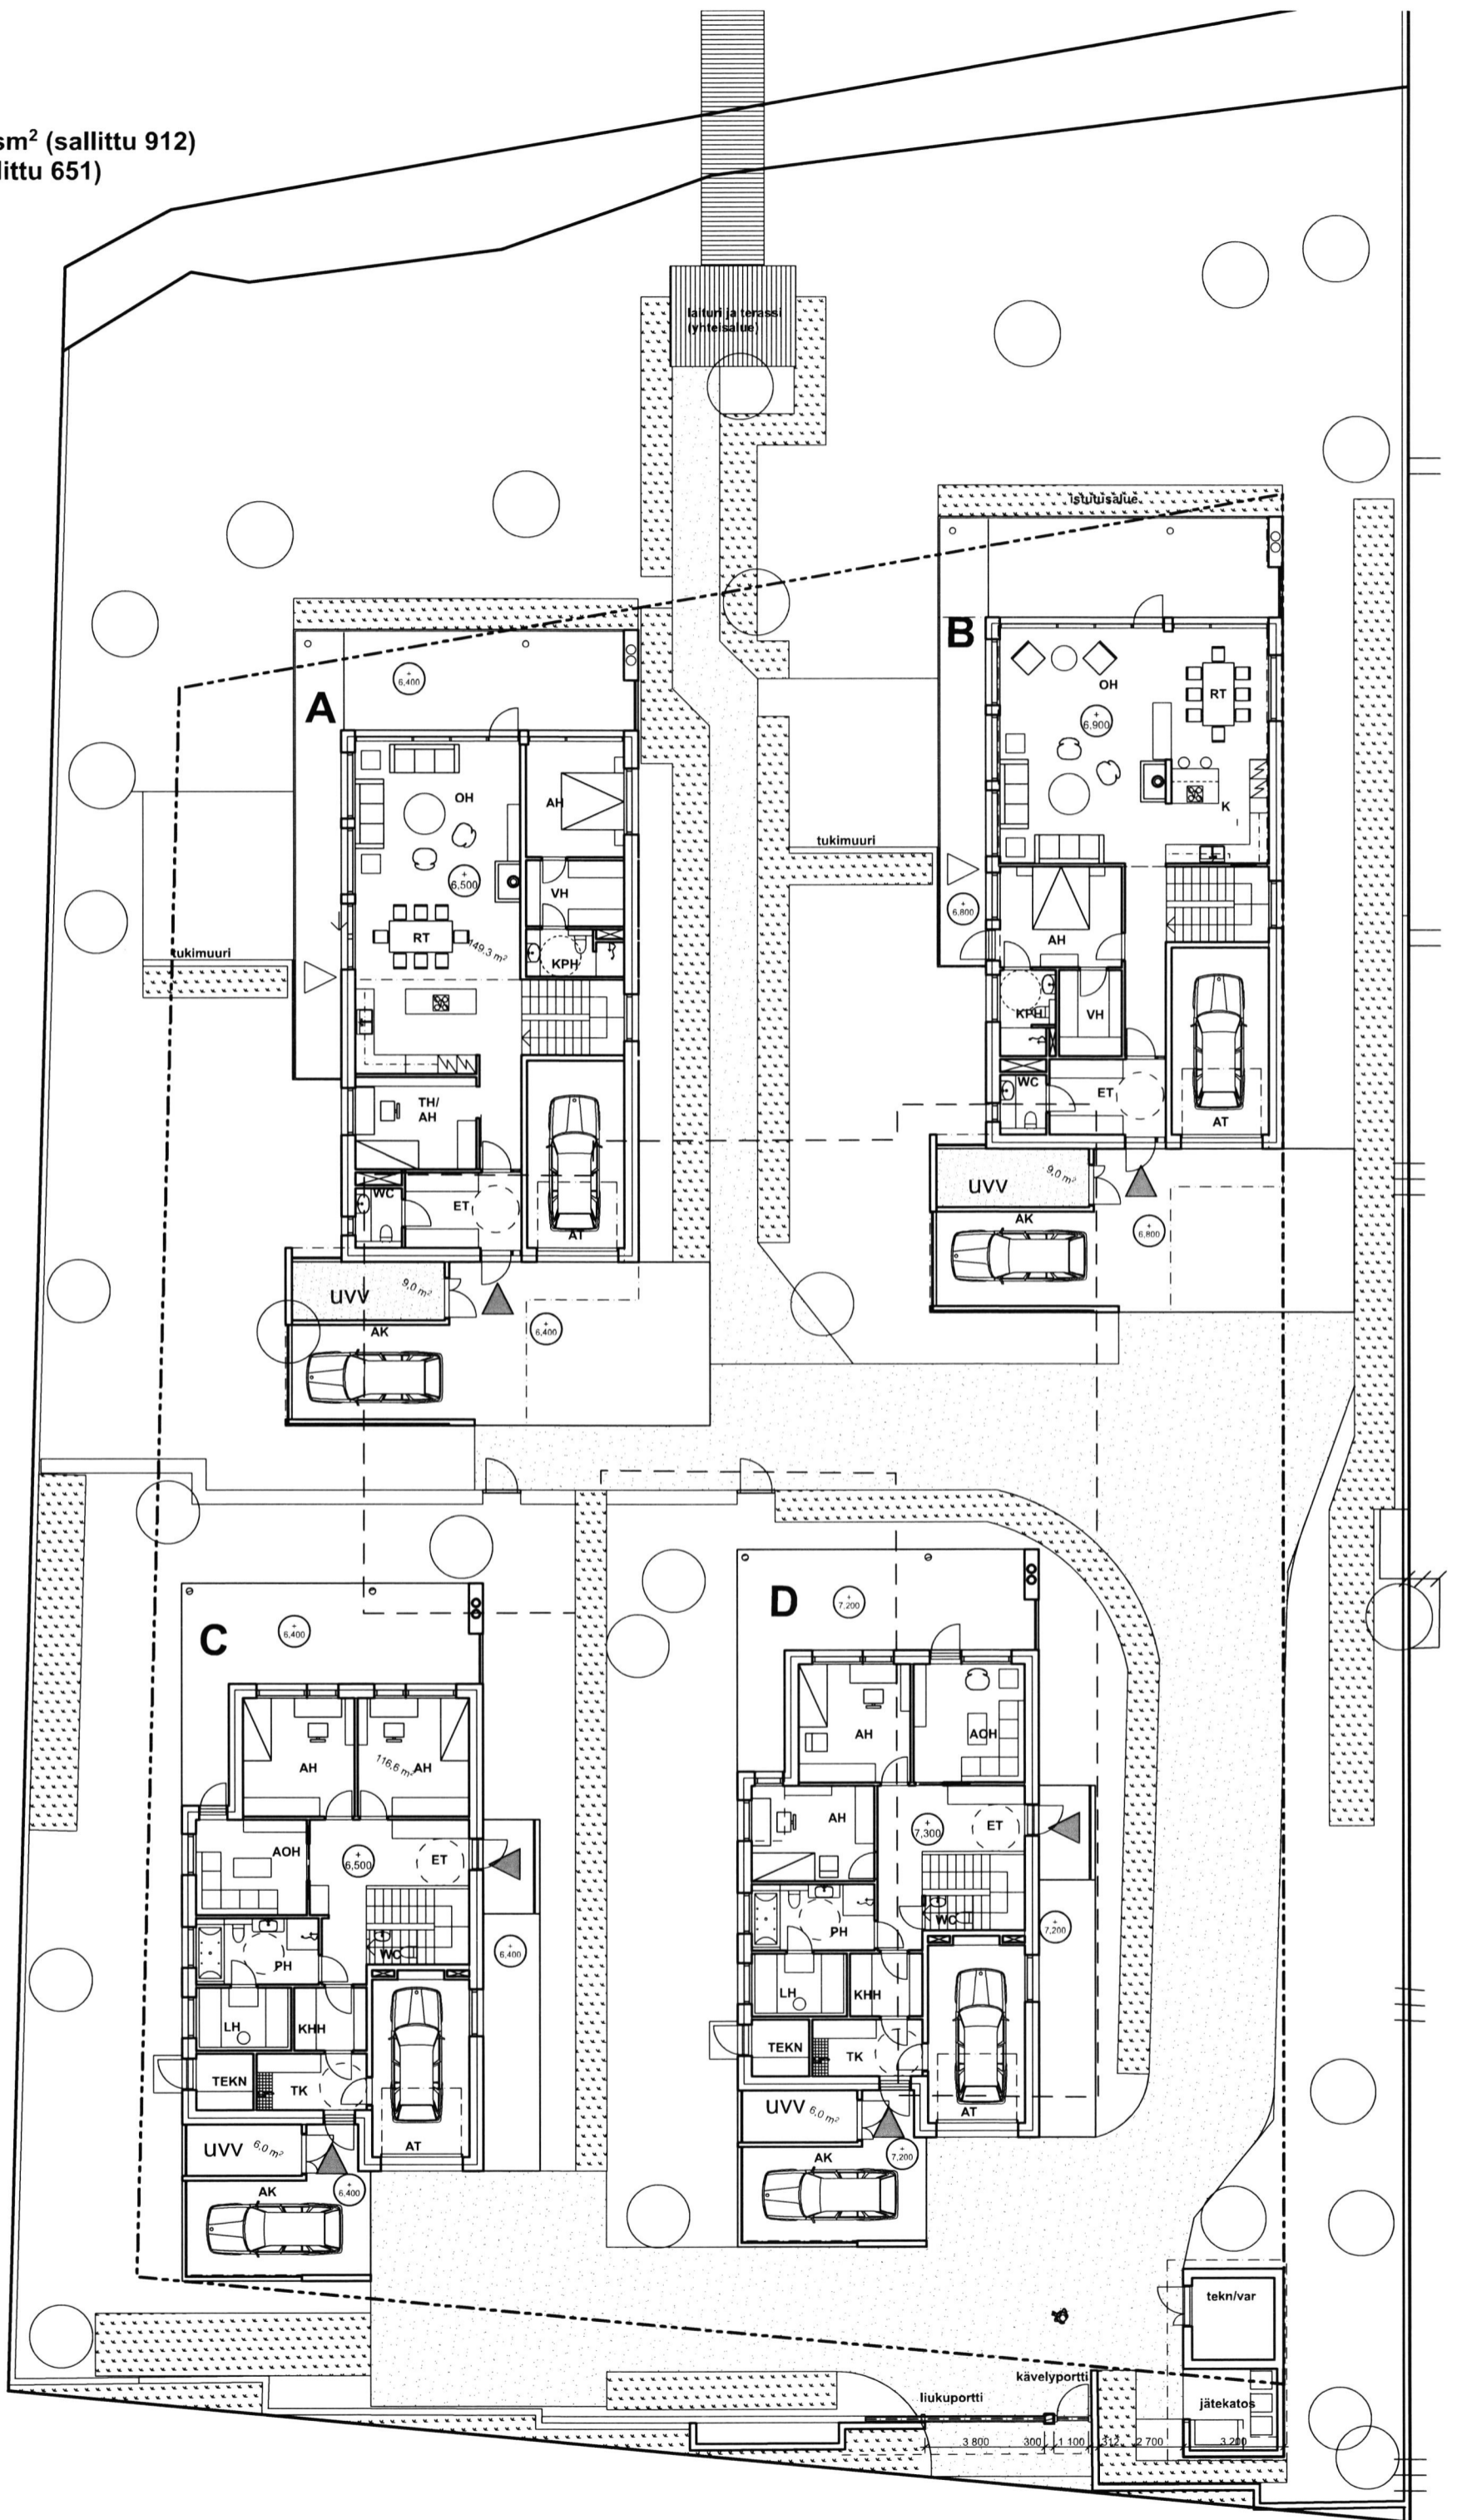 sm² (sallittu 912)
littu 651)
laituri ja terassi
(yhteisalue)
istutusalue
B
OH
RT
+
6,900
K
tukimuuri
+
6,800
AH
KPH
VH
WC
ET
AT
uvv
9,0 m²
AK
+
6,800
A
+
6,400
OH
AH
+
6,500
VH
RT
149,3 m²
KPH
tukimuuri
TH/
AH
WC
ET
AT
uvv
9,0 m²
AK
+
6,400
C
+
6,400
AH
116,6 m²
AH
AOH
+
6,500
ET
WC
PH
+
6,400
LH
KHH
TEKN
TK
AT
uvv
6,0 m²
+
6,400
AK
D
+
7,200
AH
AOH
AH
+
7,300
ET
WC
PH
+
7,200
LH
KHH
TEKN
TK
AT
uvv
6,0 m²
+
7,200
AK
tekn/var
kävelyportti
liukuportti
jätekatos
3 800
300
1 100
312
2 700
3 200